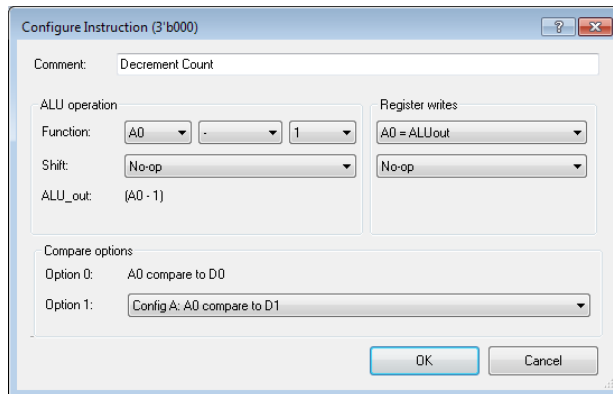 Configure Instruction (3'b000)
Comment: Decrement Count
ALU operation
Register writes
Function: A0 - 1
A0 = ALUout
Shift: No-op
No-op
ALU_out: (A0 - 1)
Compare options
Option 0: A0 compare to D0
Option 1: Config A: A0 compare to D1
OK Cancel